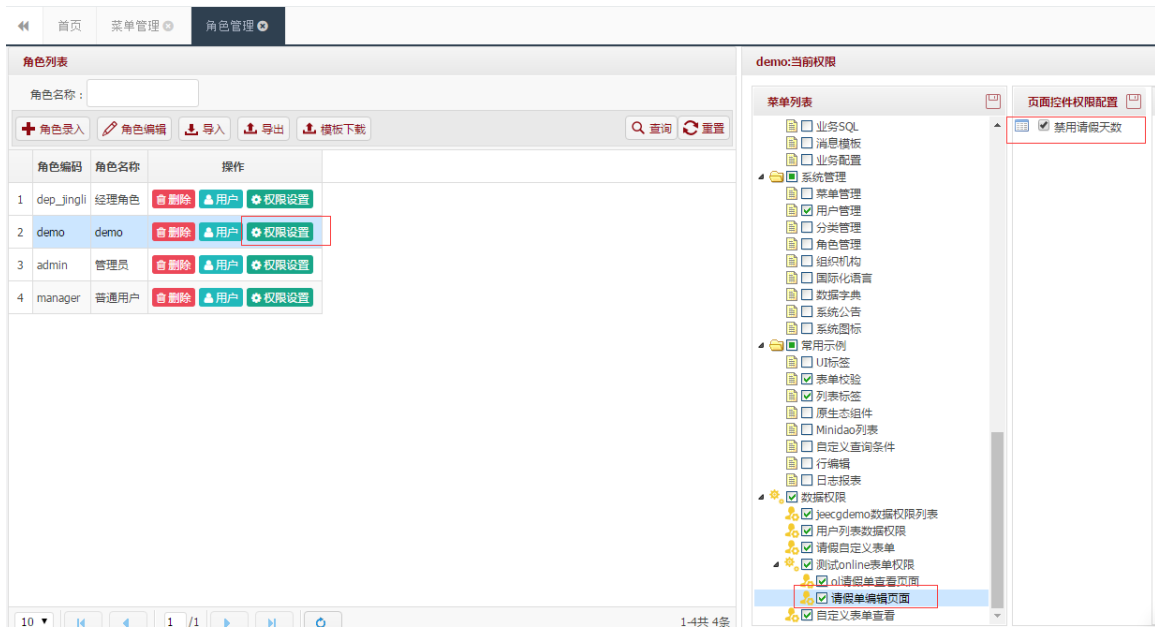 首页 菜单管理 角色管理
角色列表
角色名称：
角色录入 角色编辑 导入 导出 模板下载 查询 重置
角色编码 角色名称 操作
1 dep_jingli 经理角色 删除 用户 权限设置
2 demo demo 删除 用户 权限设置
3 admin 管理员 删除 用户 权限设置
4 manager 普通用户 删除 用户 权限设置
10 1 /1 1-4共 4条
demo:当前权限
菜单列表
业务SQL
消息模板
业务配置
系统管理
菜单管理
用户管理
分类管理
角色管理
组织机构
国际化语言
数据字典
系统公告
系统图标
常用示例
UI标签
表单校验
列表标签
原生态组件
Minidao列表
自定义查询条件
行编辑
日志报表
数据权限
jeecgdemo数据权限列表
用户列表数据权限
请假自定义表单
测试online表单权限
ol请假单查看页面
请假单编辑页面
自定义表单查看
页面控件权限配置
禁用请假天数